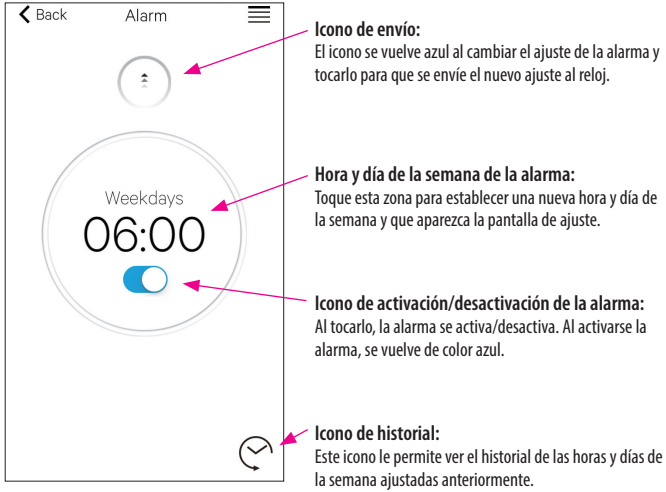 Back Alarm
Icono de envío:
El icono se vuelve azul al cambiar el ajuste de la alarma y
tocarlo para que se envíe el nuevo ajuste al reloj.
Hora y día de la semana de la alarma:
Toque esta zona para establecer una nueva hora y día de
la semana y que aparezca la pantalla de ajuste.
Weekdays
06:00
Icono de activación/desactivación de la alarma:
Al tocarlo, la alarma se activa/desactiva. Al activarse la
alarma, se vuelve de color azul.
Icono de historial:
Este icono le permite ver el historial de las horas y días de
la semana ajustadas anteriormente.